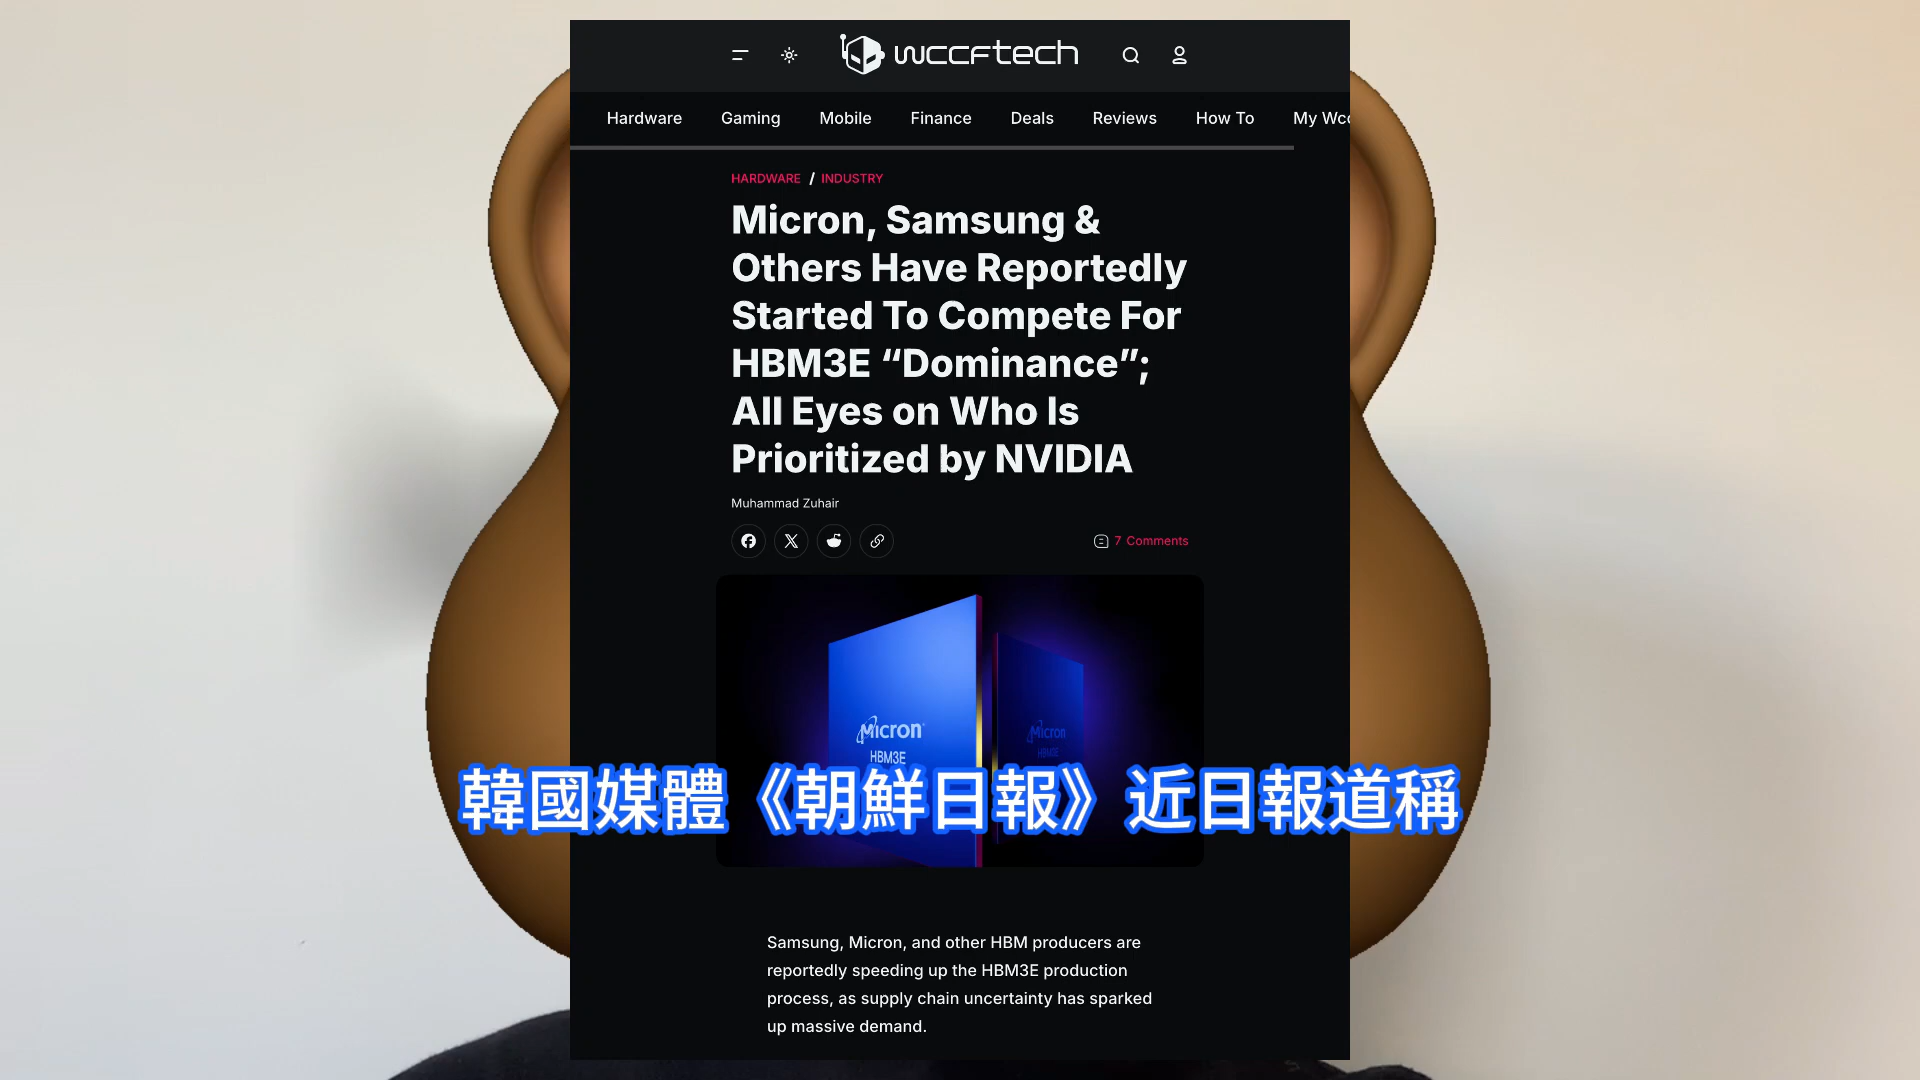 wccftech
Hardware Gaming Mobile Finance Deals Reviews How To My Wcc
HARDWARE / INDUSTRY
Micron, Samsung &
Others Have Reportedly
Started To Compete For
HBM3E “Dominance”;
All Eyes on Who Is
Prioritized by NVIDIA
Muhammad Zuhair
7 Comments
Micron
HBM3E
Micron
HBM3E
韓國媒體《朝鮮日報》近日報道稱
Samsung, Micron, and other HBM producers are
reportedly speeding up the HBM3E production
process, as supply chain uncertainty has sparked
up massive demand.